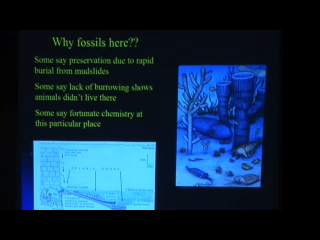 Why fossils here??
Some say preservation due to rapid
burial from mudslides
Some say lack of burrowing shows
animals didn't live there
Some say fortunate chemistry at
this particular place